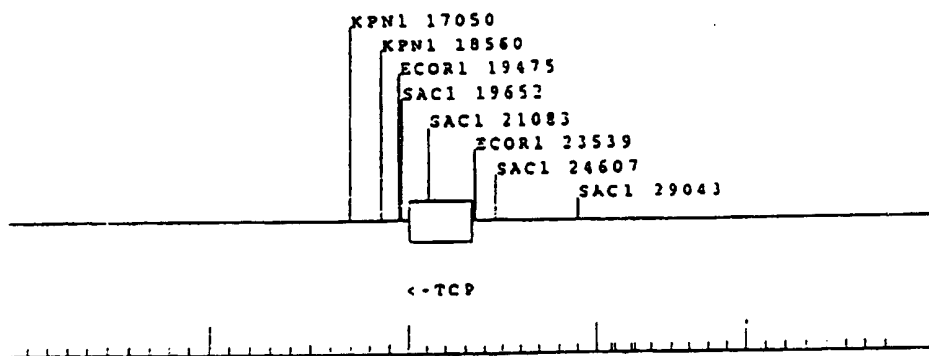 KPN1 17050
KPN1 18560
ECOR1 19475
SAC1 19652
SAC1 21083
ECOR1 23539
SAC1 24607
SAC1 29043
<-TCP